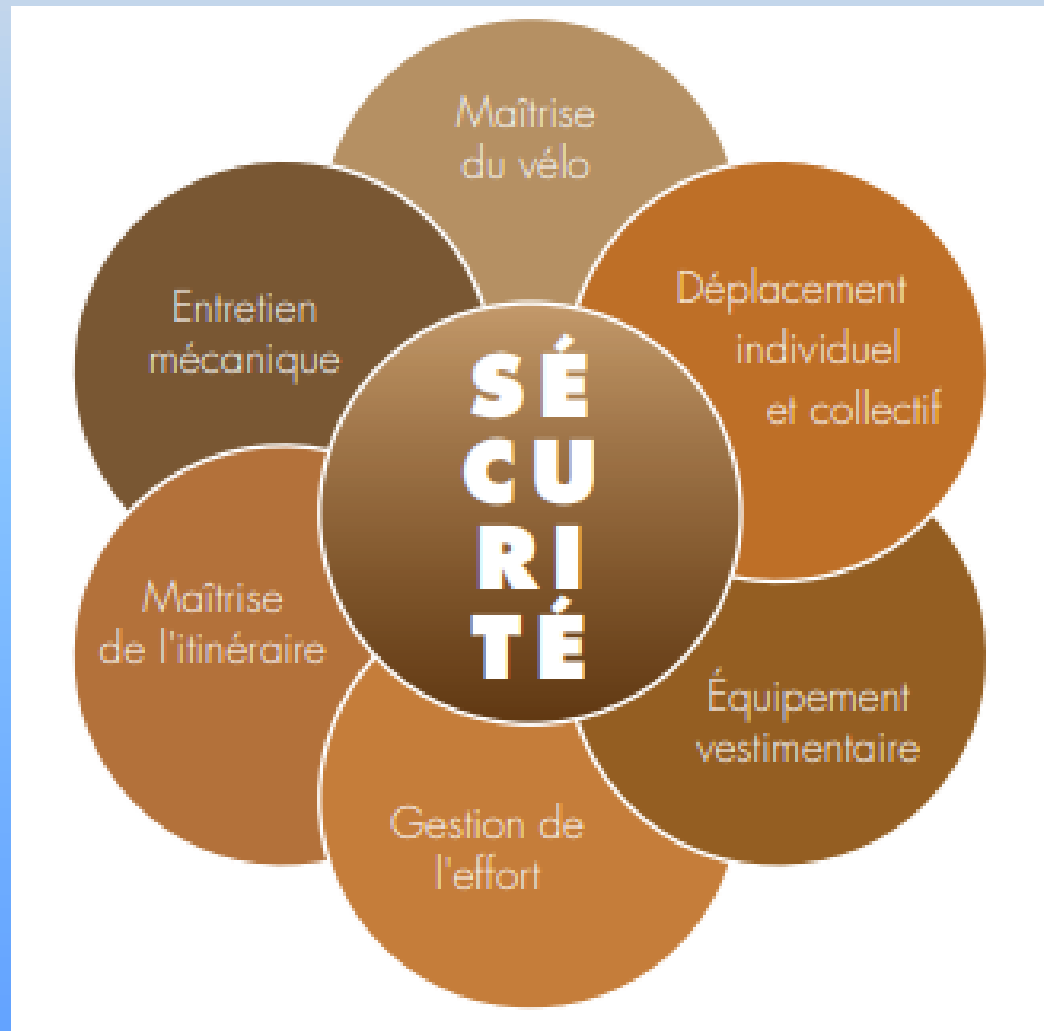 Maîtrise
du vélo
Déplacement
individuel
et collectif
Équipement
vestimentaire
Gestion de
l'effort
Maîtrise
de l'itinéraire
Entretien
mécanique
SÉ
CU
RI
TÉ